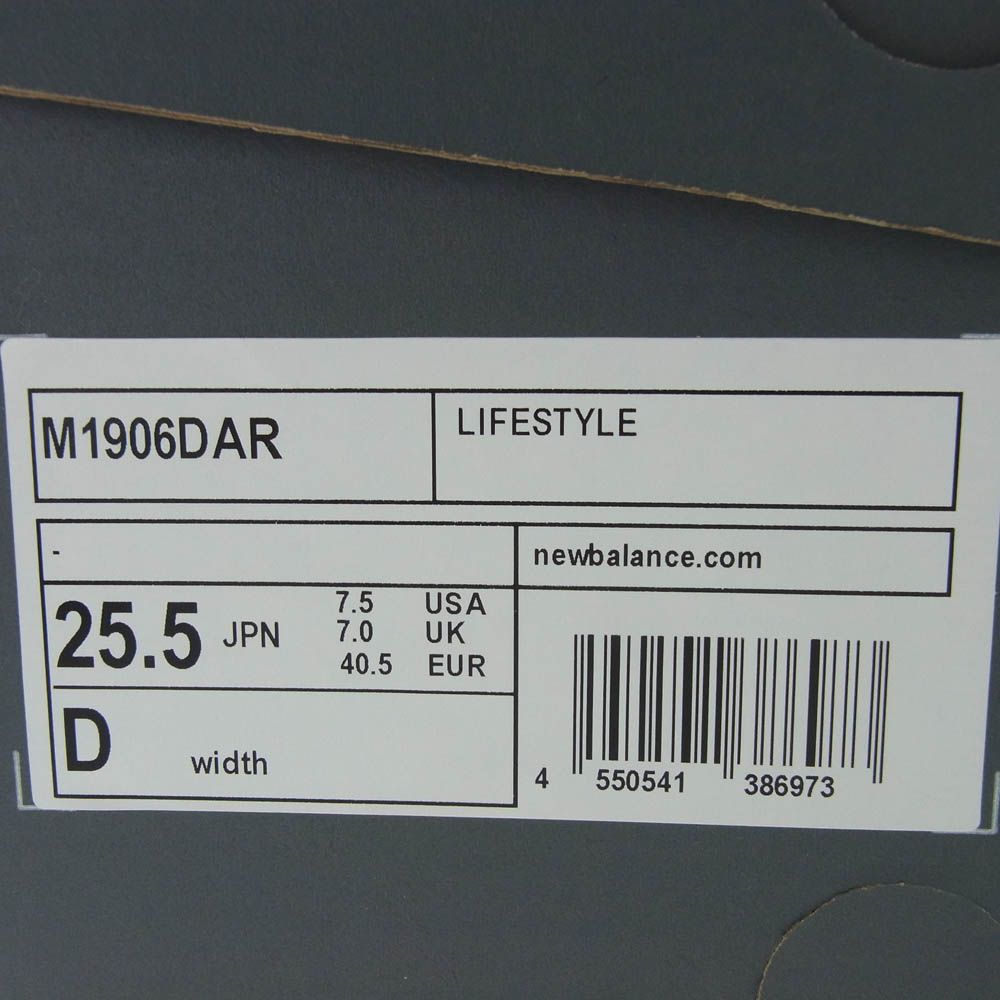 M1906DAR
LIFESTYLE
-
newbalance.com
25.5 JPN
7.5 USA
7.0 UK
40.5 EUR
D width
4 550541 386973